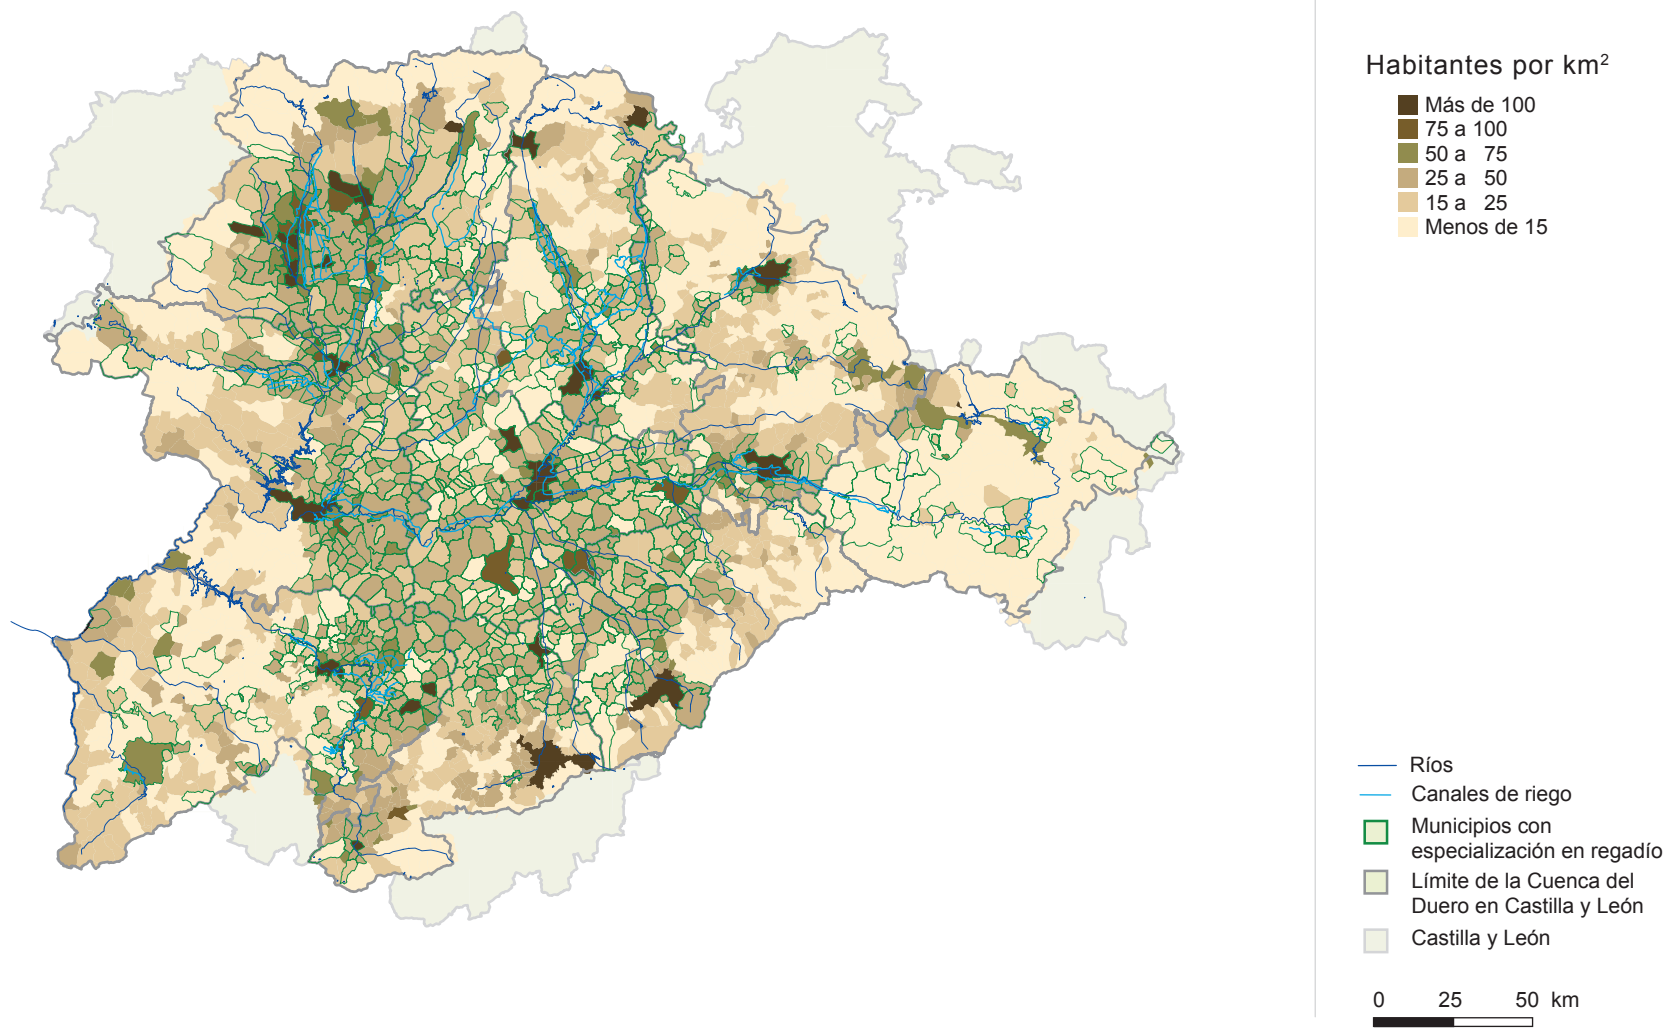 Habitantes por km²
Más de 100
75 a 100
50 a 75
25 a 50
15 a 25
Menos de 15
Ríos
Canales de riego
Municipios con
especialización en regadío
Límite de la Cuenca del
Duero en Castilla y León
Castilla y León
0 25 50 km